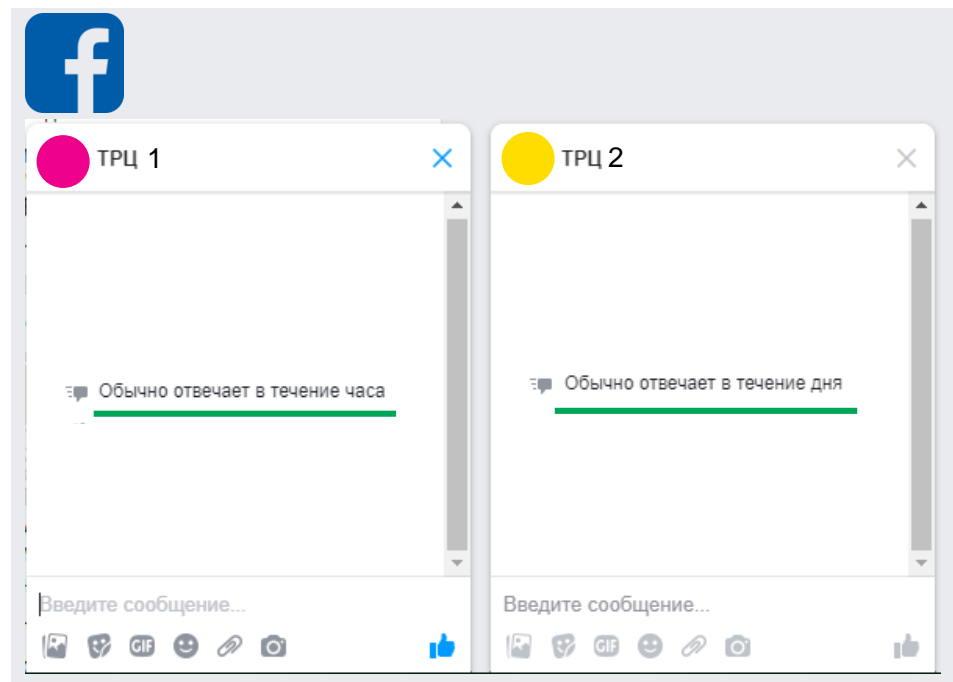 f
ТРЦ 1
Обычно отвечает в течение часа
Введите сообщение...
GIF
ТРЦ 2
Обычно отвечает в течение дня
Введите сообщение...
GIF